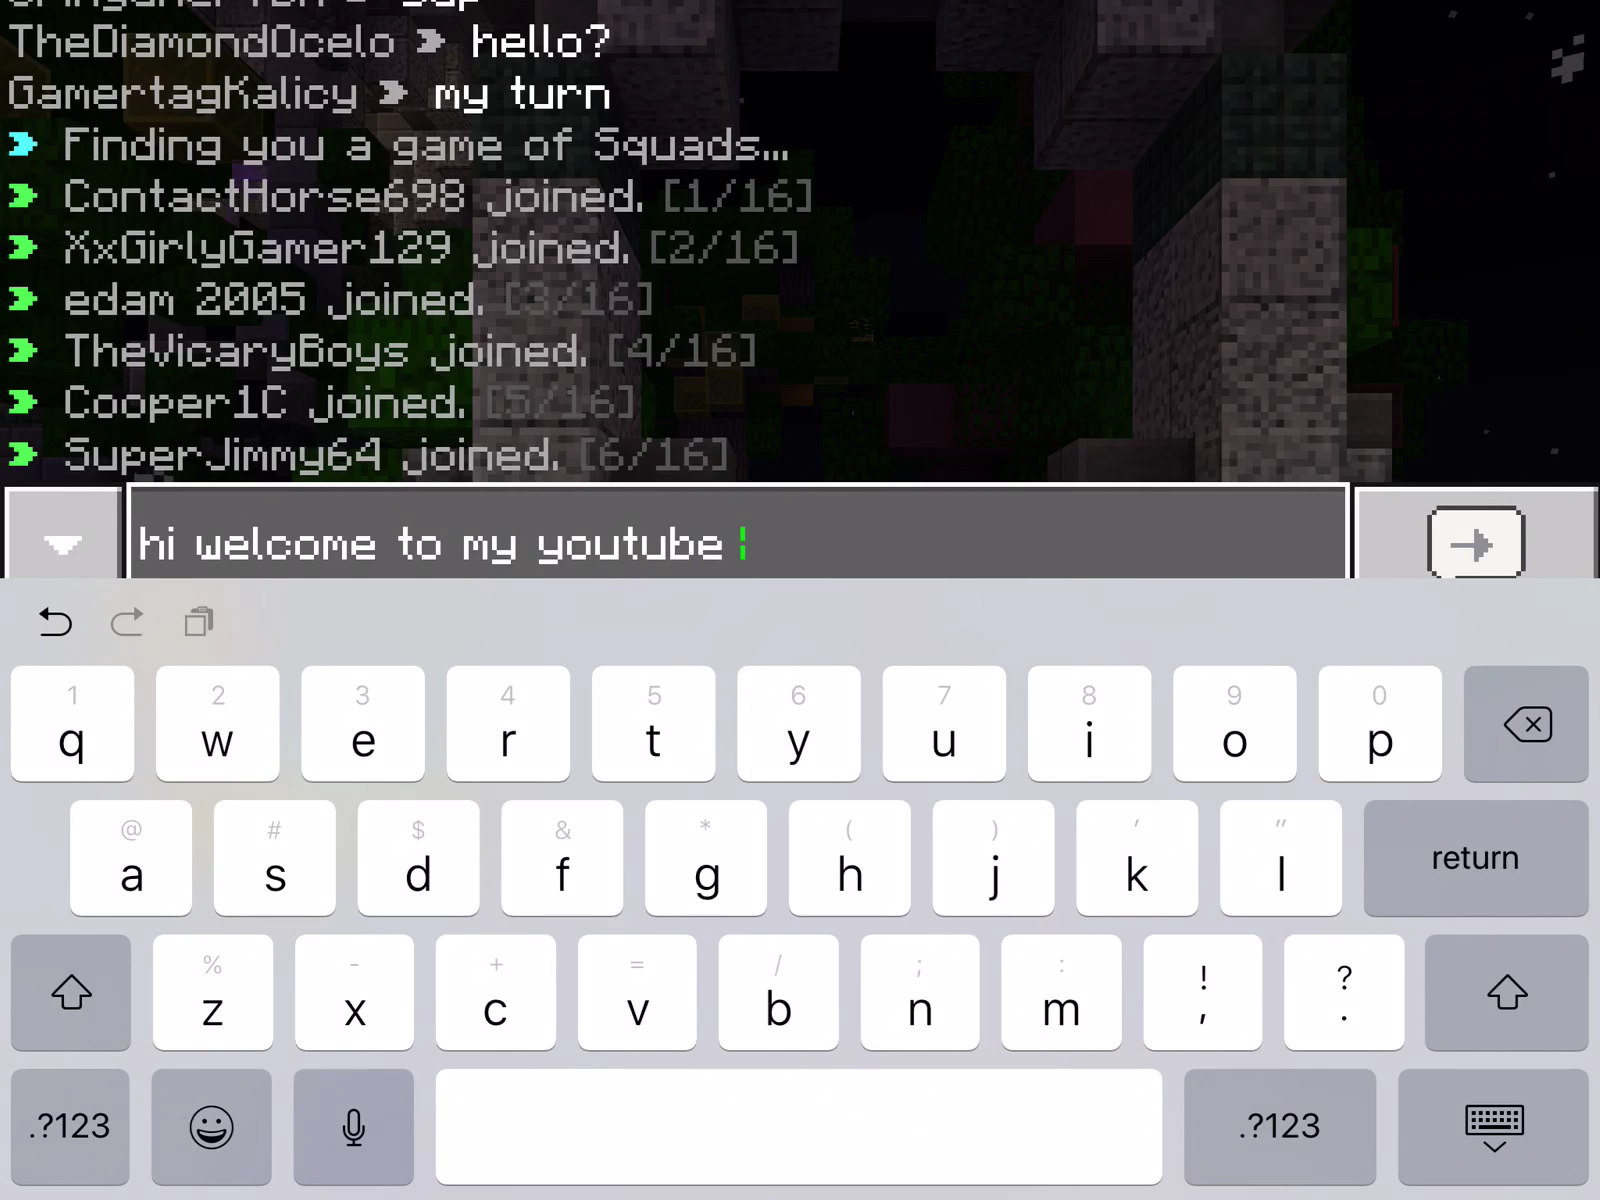 TheDiamondOcelo hello?
GamertagKalicy my turn
Finding you a game of Squads...
ContactHorse698 joined. [1/16]
XxGirlyGamer129 joined. [2/16]
edam 2005 joined. [3/16]
TheVicaryBoys joined. [4/16]
Cooper1C joined. [5/16]
SuperJimmy64 joined. [6/16]
hi welcome to my youtube
1 2 3 4 5 6 7 8 9 0
q w e r t y u i o p
@ # $ & * ( ) ' "
a s d f g h j k l return
% - + = / ; : ! ?
z x c v b n m , .
.?123 .?123